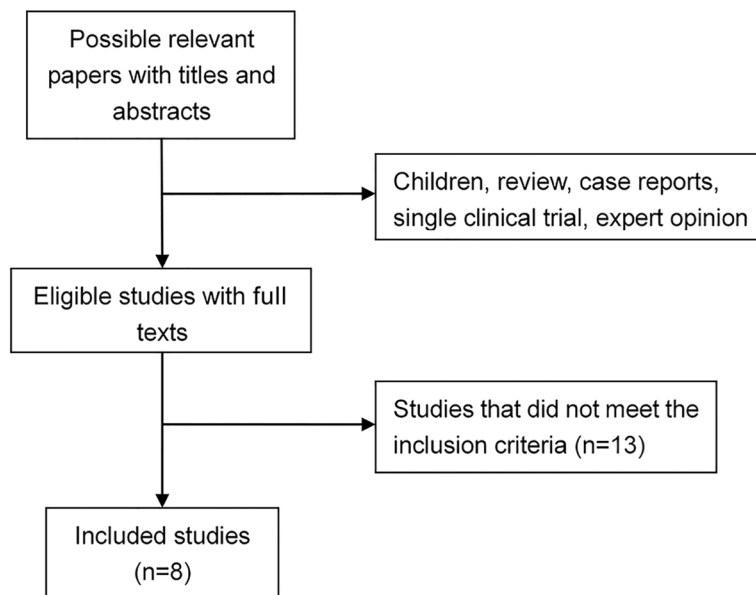 Possible relevant
papers with titles and
abstracts
Children, review, case reports,
single clinical trial, expert opinion
Eligible studies with full
texts
Studies that did not meet the
inclusion criteria (n=13)
Included studies
(n=8)